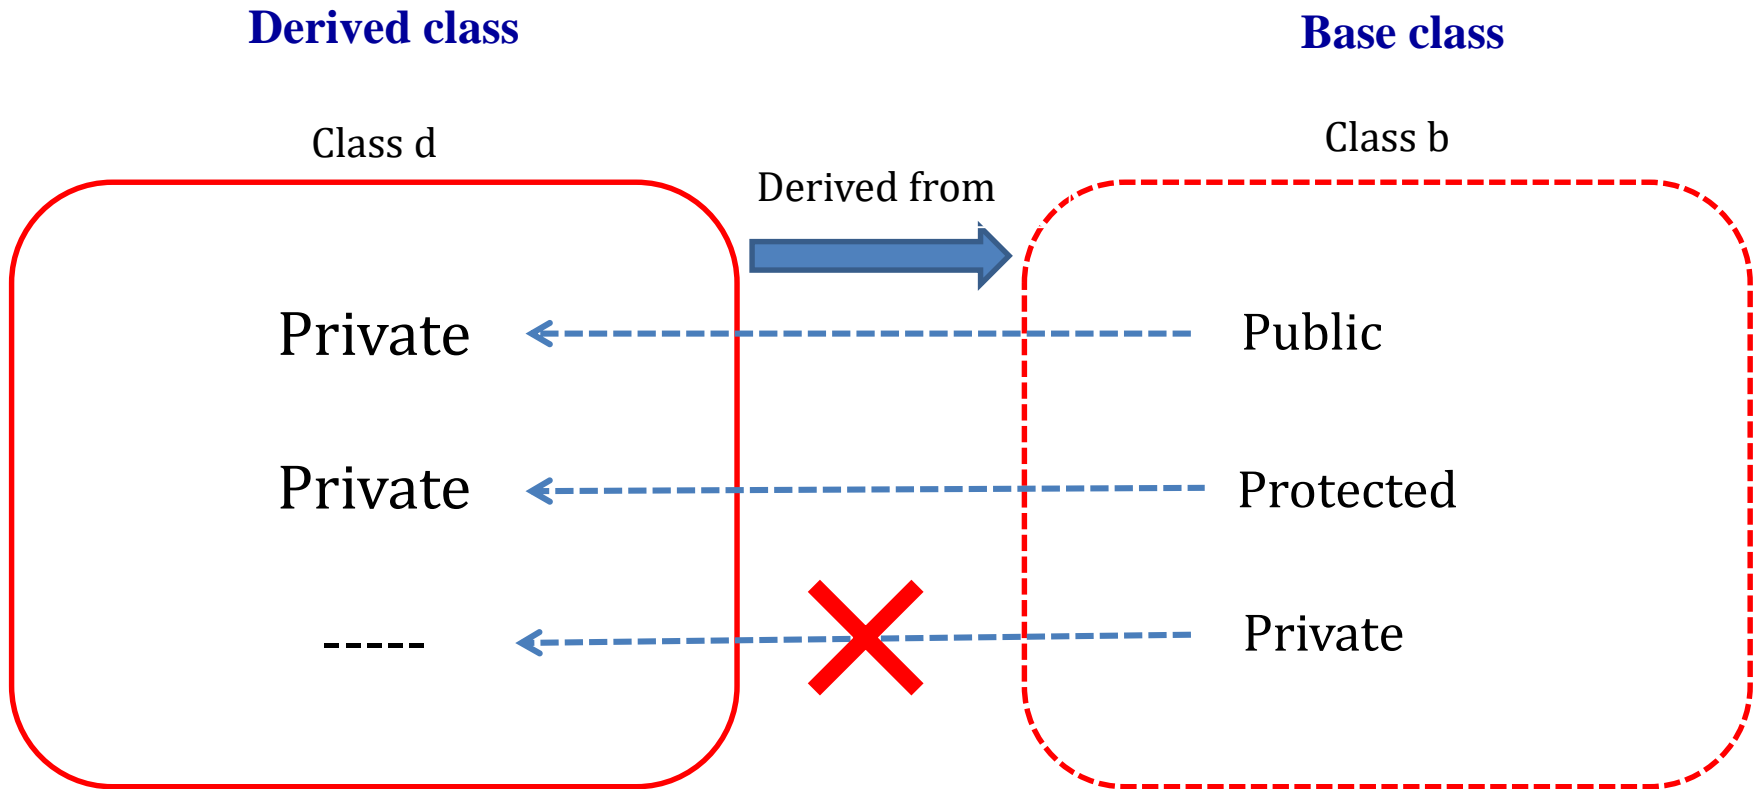 Derived class
Base class
Class d
Class b
Derived from
Private
Public
Private
Protected
-----
Private